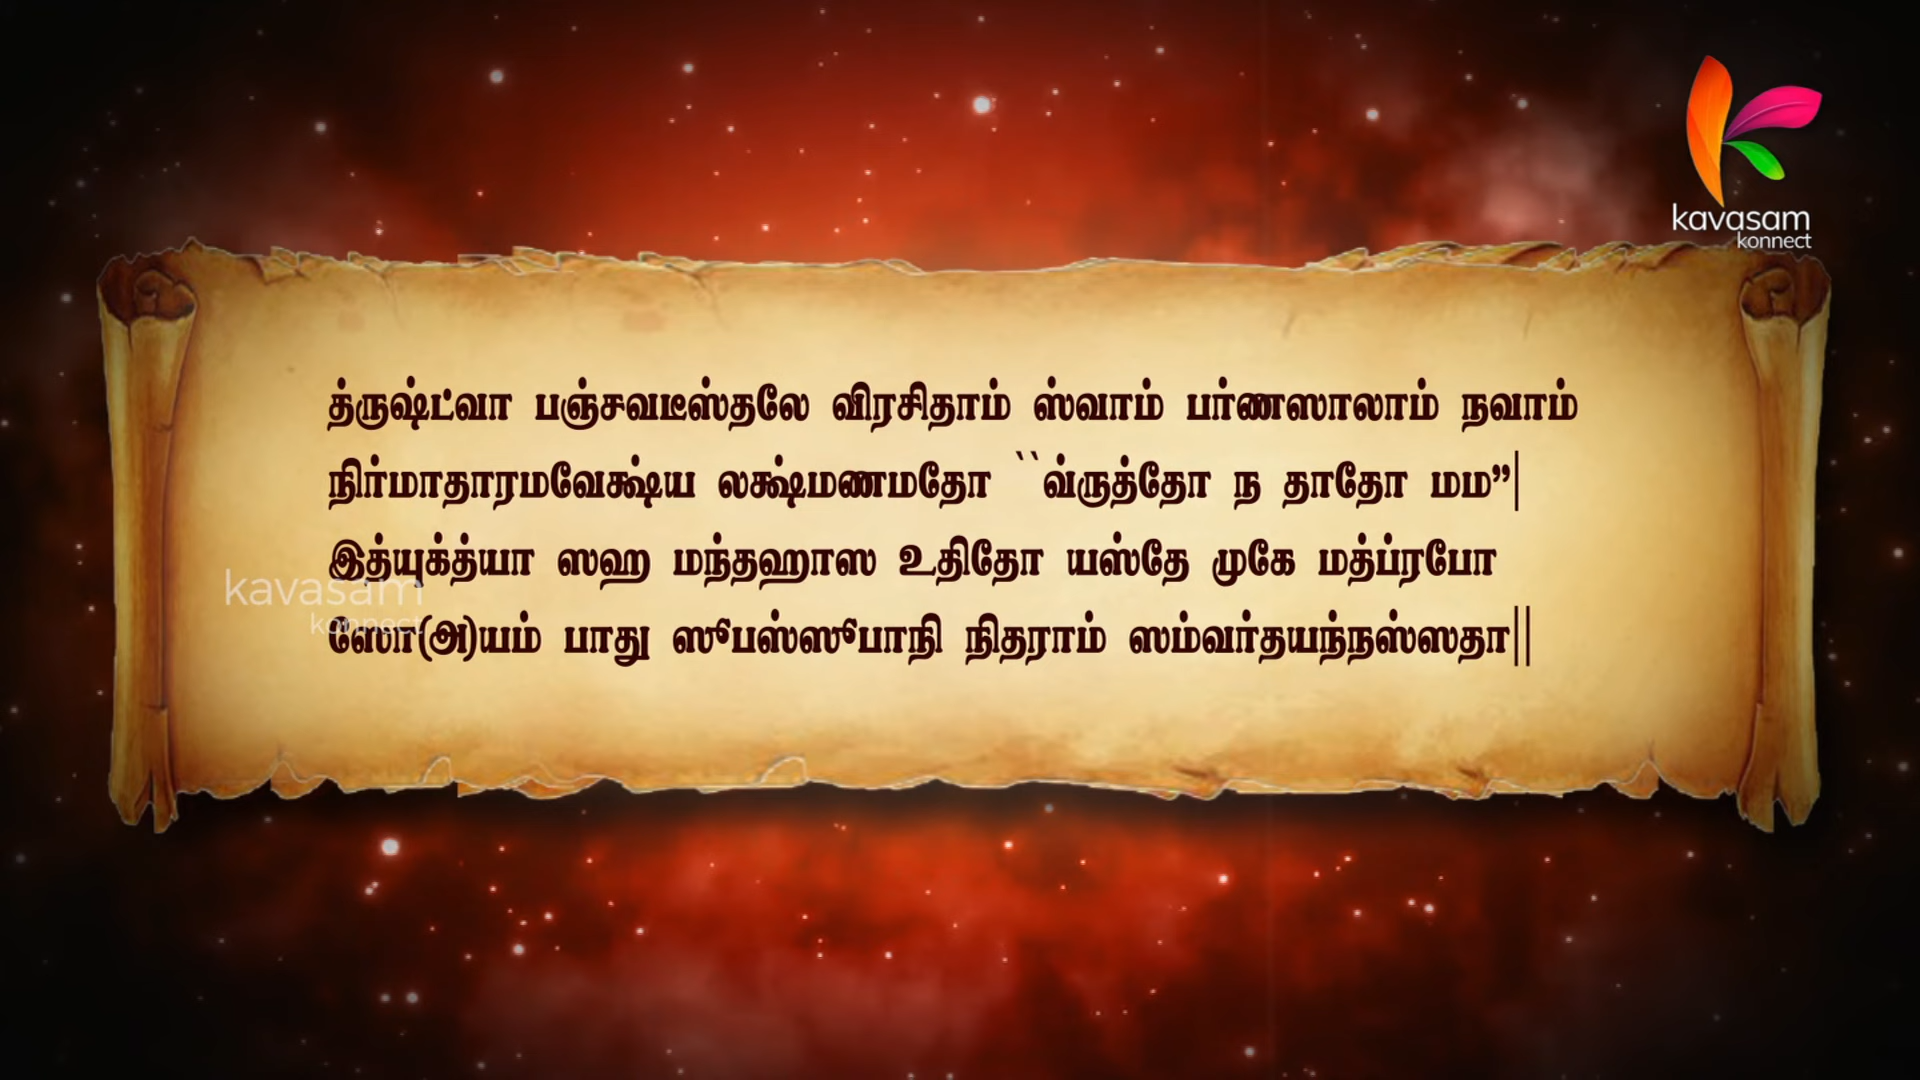 kavasam
konnect
த்ருஷ்ட்வா பஞ்சவடீஸ்தலே விரசிதாம் ஸ்வாம் பர்ணஸாலாம் நவாம்
நிர்மாதாரமவேக்ஷ்ய லக்ஷ்மணமதோ ``வ்ருத்தோ ந தாதோ மம”|
இத்யுக்த்யா ஸஹ மந்தஹாஸ உதிதோ யஸ்தே முகே மத்ப்ரபோ
kavasam
konnect
ஸோ(அ)யம் பாது ஸுபஸ்ஸுபாநி நிதராம் ஸம்வர்தயந்நஸ்ஸதா||